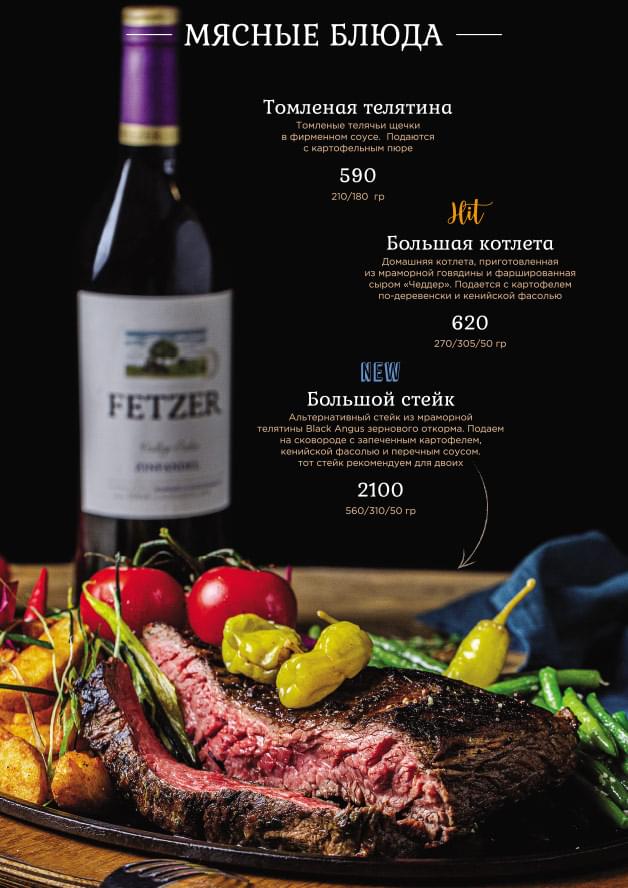 МЯСНЫЕ БЛЮДА
Томленая телятина
Томленые телячьи щечки
в фирменном соусе. Подаются
с картофельным пюре
590
210/180 гр
Hit
Большая котлета
Домашняя котлета, приготовленная
из мраморной говядины и фаршированная
сыром «Чеддер». Подается с картофелем
по-деревенски и кенийской фасолью
620
270/305/50 гр
NEW
Большой стейк
Альтернативный стейк из мраморной
телятины Black Angus зернового откорма. Подаем
на сковороде с запеченным картофелем,
кенийской фасолью и перечным соусом.
тот стейк рекомендуем для двоих
2100
560/310/50 гр
FETZER
ZINFANDEL